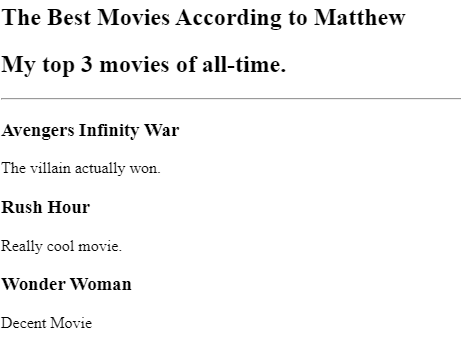 The Best Movies According to Matthew
My top 3 movies of all-time.
Avengers Infinity War
The villain actually won.
Rush Hour
Really cool movie.
Wonder Woman
Decent Movie